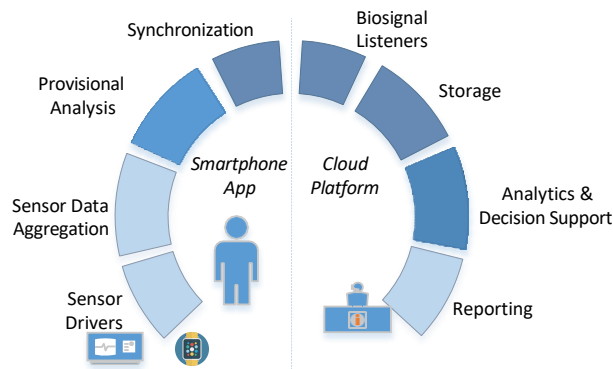 Synchronization
Provisional
Analysis
Sensor Data
Aggregation
Sensor
Drivers
Smartphone
App
Biosignal
Listeners
Storage
Cloud
Platform
Analytics &
Decision Support
Reporting